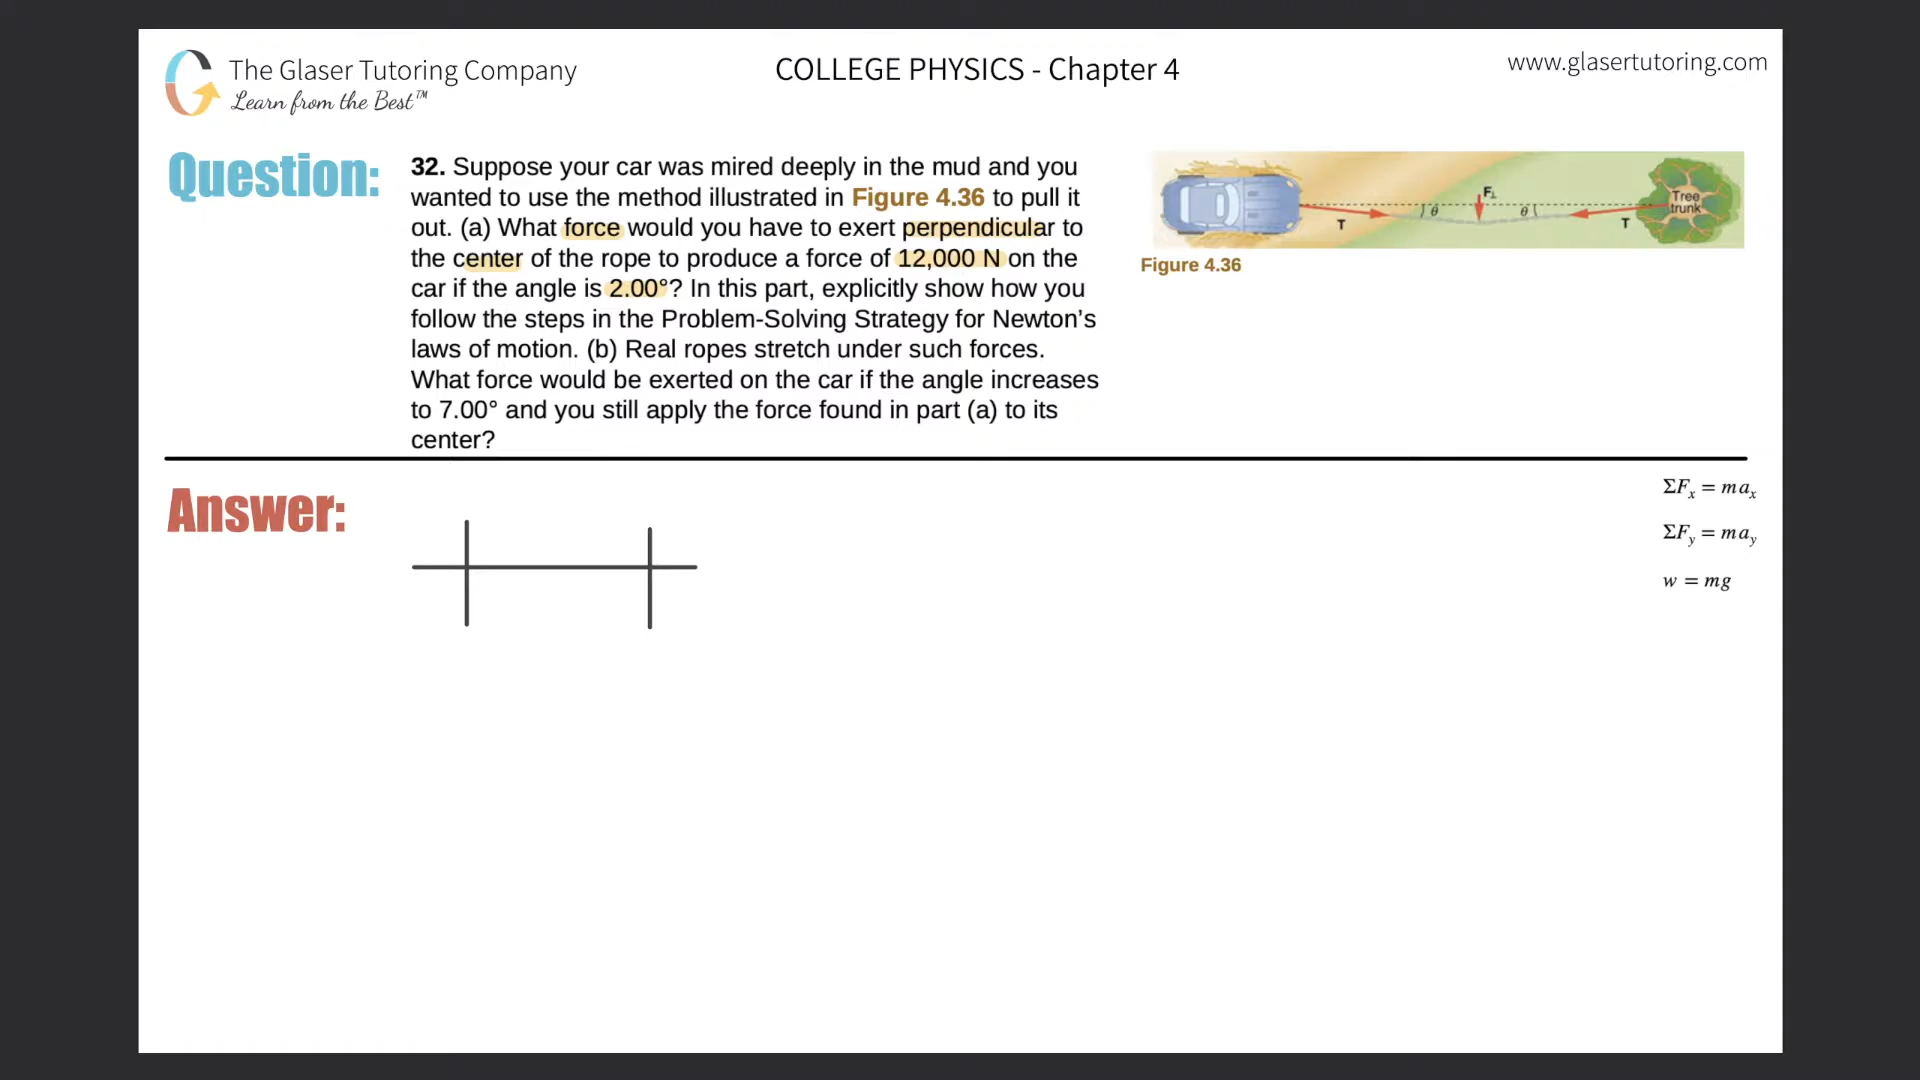 The Glaser Tutoring Company
Learn from the Best™
COLLEGE PHYSICS - Chapter 4
www.glasertutoring.com
Question:
32. Suppose your car was mired deeply in the mud and you
wanted to use the method illustrated in Figure 4.36 to pull it
out. (a) What force would you have to exert perpendicular to
the center of the rope to produce a force of 12,000 N on the
car if the angle is 2.00°? In this part, explicitly show how you
follow the steps in the Problem-Solving Strategy for Newton’s
laws of motion. (b) Real ropes stretch under such forces.
What force would be exerted on the car if the angle increases
to 7.00° and you still apply the force found in part (a) to its
center?
T
θ
F⊥
θ
T
Tree
trunk
Figure 4.36
Answer:
ΣFₓ = maₓ
ΣF_y = ma_y
w = mg